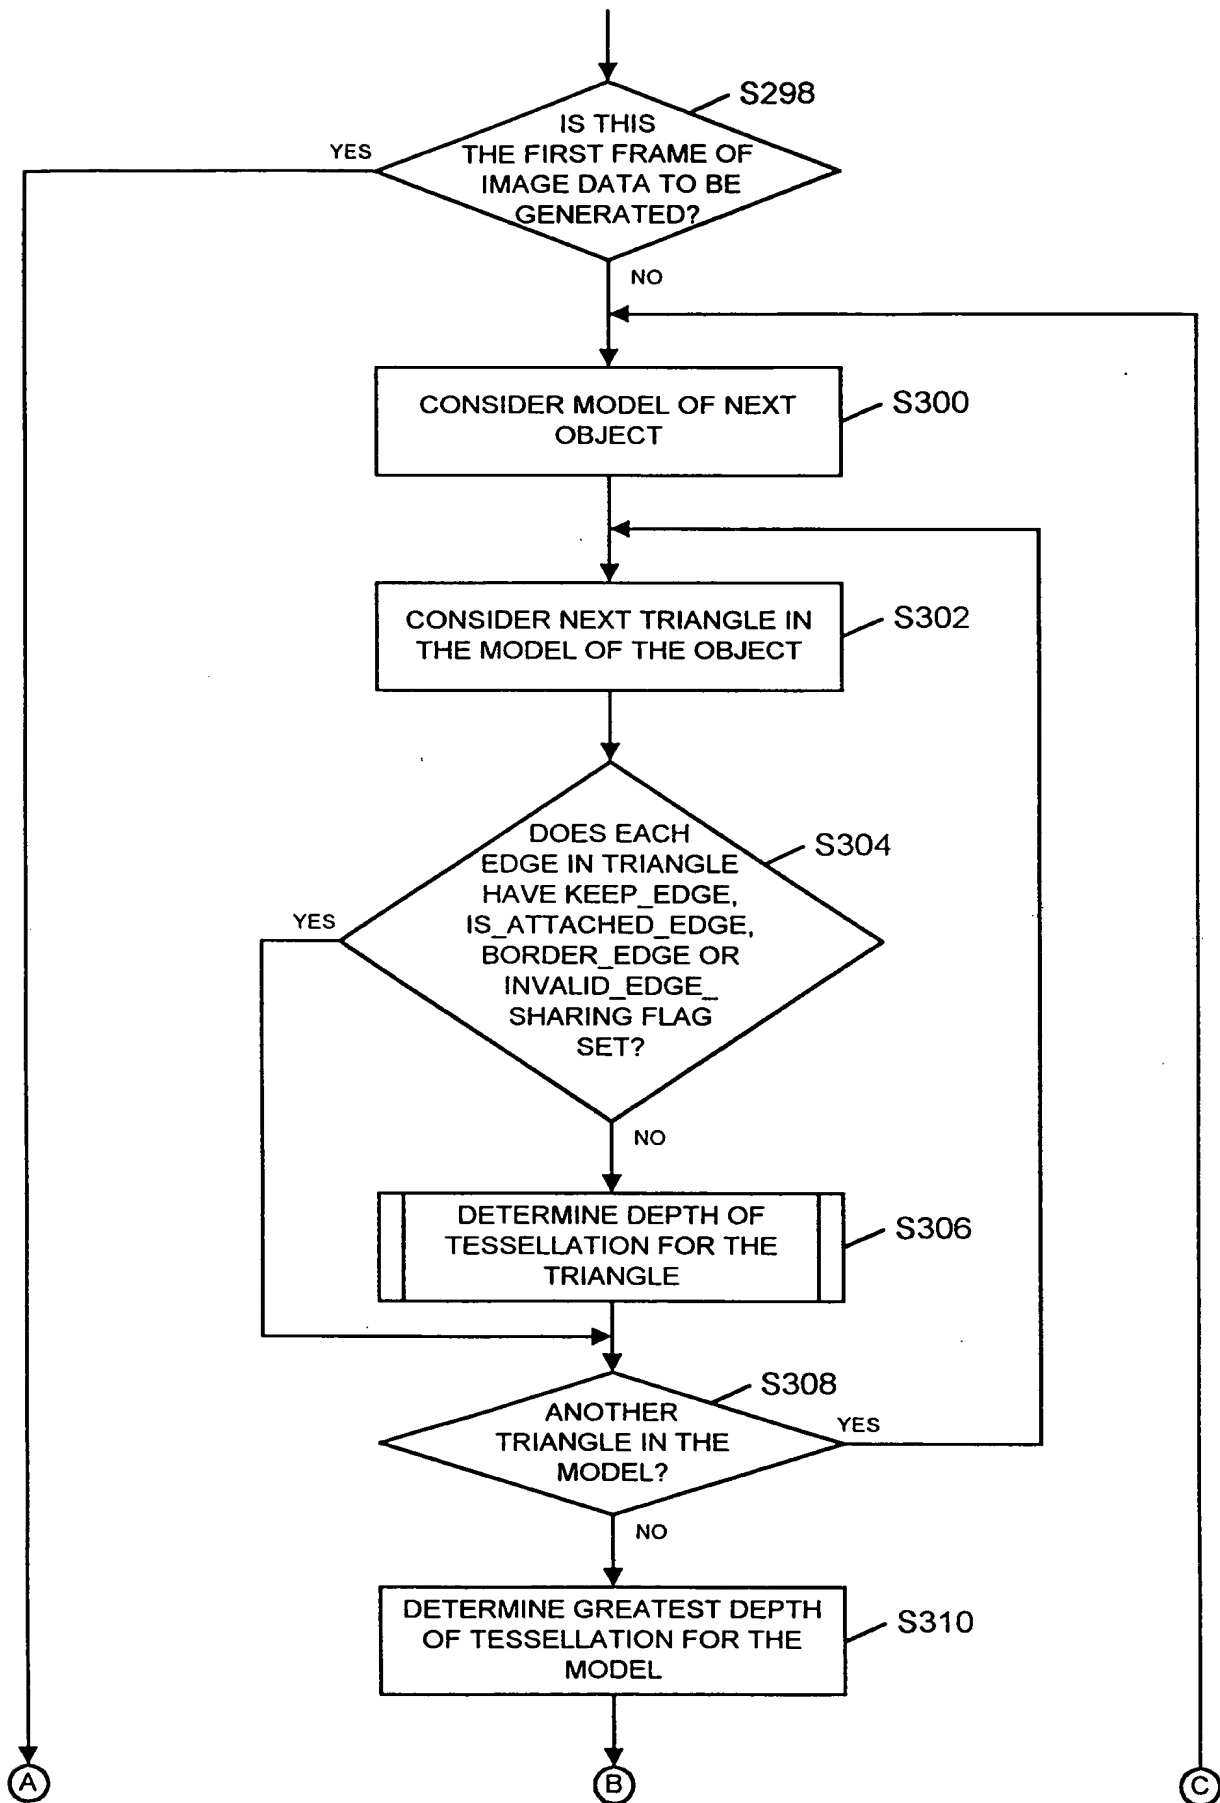 S298
IS THIS
THE FIRST FRAME OF
IMAGE DATA TO BE
GENERATED?
YES
NO
CONSIDER MODEL OF NEXT
OBJECT
S300
CONSIDER NEXT TRIANGLE IN
THE MODEL OF THE OBJECT
S302
DOES EACH
EDGE IN TRIANGLE
HAVE KEEP_EDGE,
IS_ATTACHED_EDGE,
BORDER_EDGE OR
INVALID_EDGE_
SHARING FLAG
SET?
S304
YES
NO
DETERMINE DEPTH OF
TESSELLATION FOR THE
TRIANGLE
S306
S308
ANOTHER
TRIANGLE IN THE
MODEL?
YES
NO
DETERMINE GREATEST DEPTH
OF TESSELLATION FOR THE
MODEL
S310
A
B
C